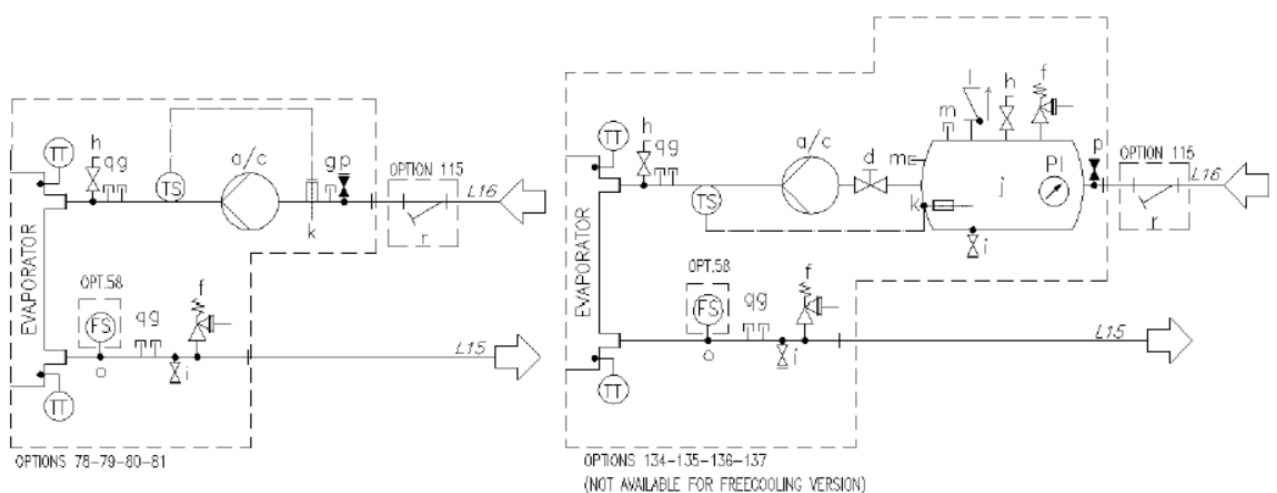 TT
h
qg
TS
a/c
k
gp
OPTION 115
r
L16
EVAPORATOR
OPT.58
FS
o
qg
i
f
L15
TT
OPTIONS 78-79-80-81
TT
h
qg
TS
a/c
d
m
m
l
h
f
k
j
PI
i
p
OPTION 115
r
L16
EVAPORATOR
OPT.58
FS
o
qg
i
f
L15
TT
OPTIONS 134-135-136-137
(NOT AVAILABLE FOR FREECOOLING VERSION)